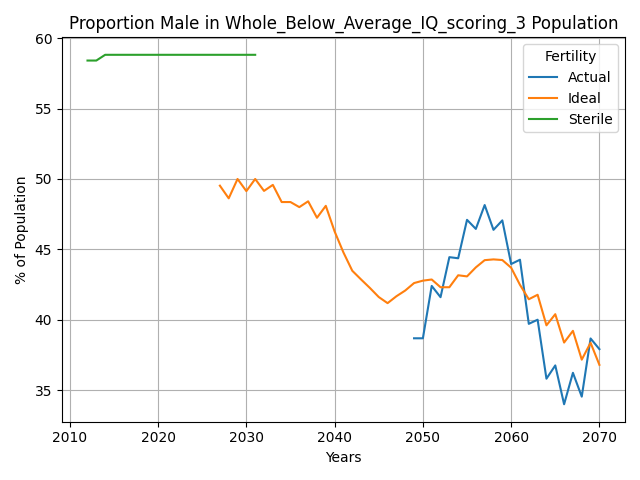 Proportion Male in Whole_Below_Average_IQ_scoring_3 Population
% of Population
60
55
50
45
40
35
Fertility
Actual
Ideal
Sterile
2010 2020 2030 2040 2050 2060 2070
Years